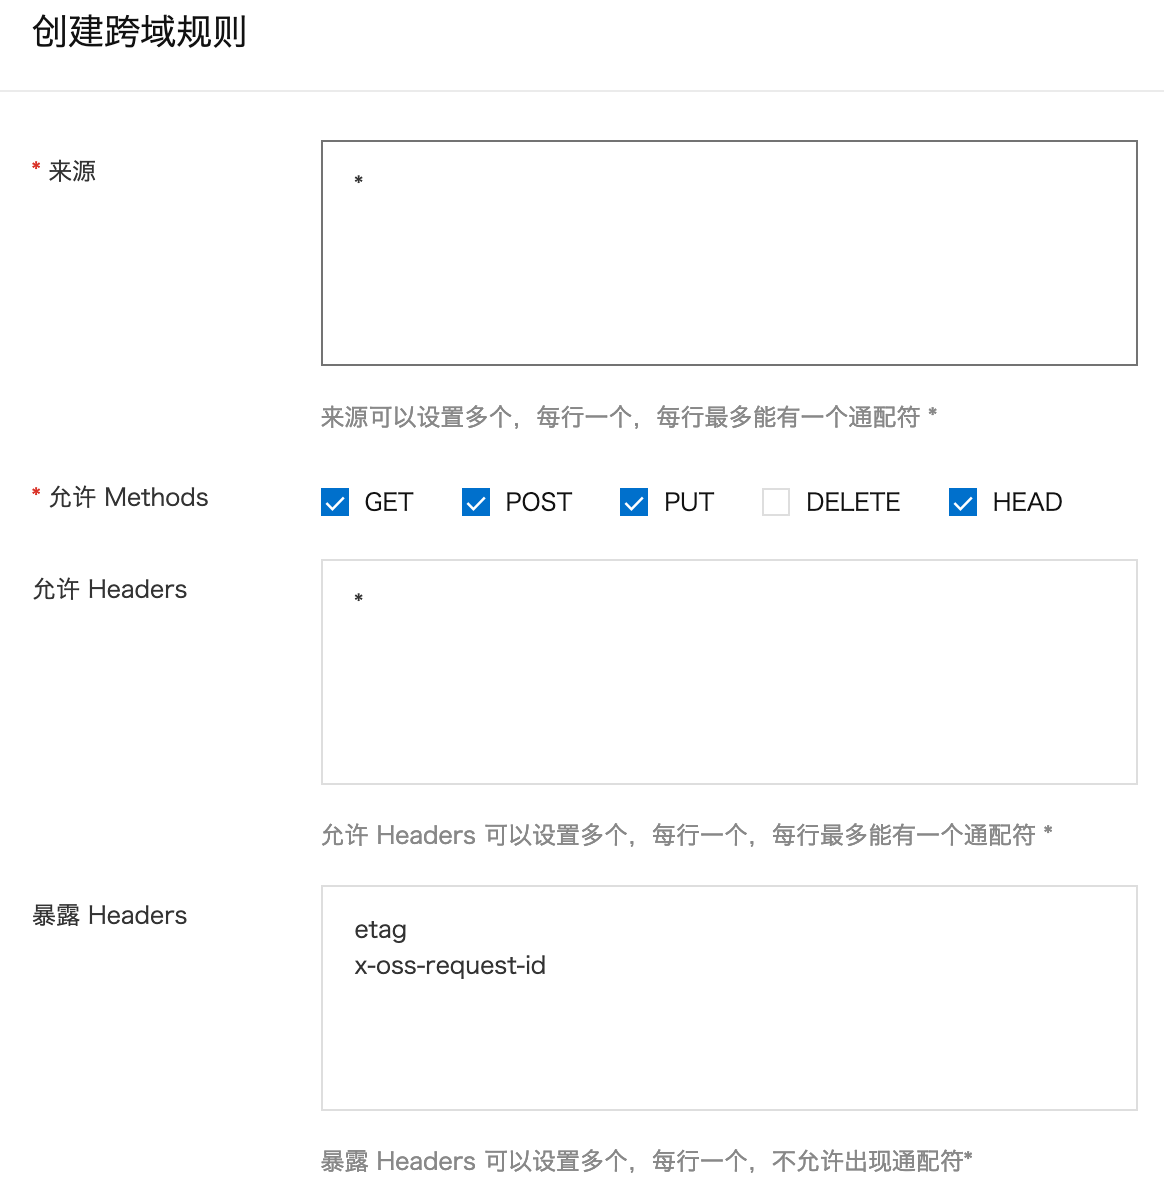 创建跨域规则
* 来源
*
来源可以设置多个，每行一个，每行最多能有一个通配符 *
* 允许 Methods
GET POST PUT DELETE HEAD
允许 Headers
*
允许 Headers 可以设置多个，每行一个，每行最多能有一个通配符 *
暴露 Headers
etag
x-oss-request-id
暴露 Headers 可以设置多个，每行一个，不允许出现通配符*